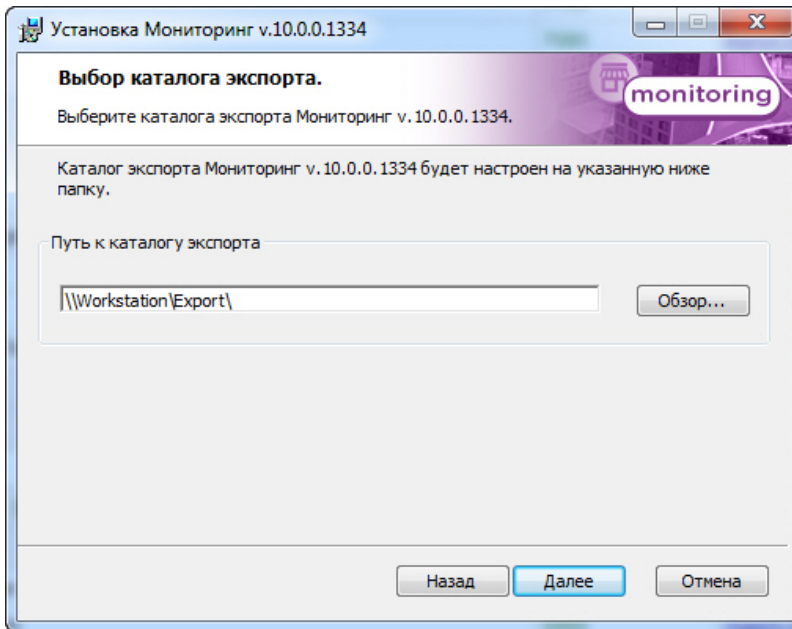 Установка Мониторинг v.10.0.0.1334
Выбор каталога экспорта.
Выберите каталога экспорта Мониторинг v.10.0.0.1334.
monitoring
Каталог экспорта Мониторинг v.10.0.0.1334 будет настроен на указанную ниже
папку.
Путь к каталогу экспорта
\\Workstation\Export\
Обзор...
Назад
Далее
Отмена